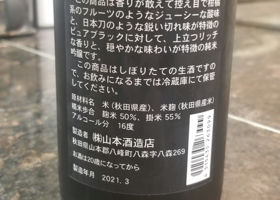 この商品は香りが敢えて控え目で柑橘
系のフルーツのようなジューシーな酸味
と、日本刀のような鋭い切れ味が特徴の
ピュアブラックに対して、上立つリッチ
な香りと、穏やかな味わいが特徴の純米
吟醸です。
この商品はしぼりたての生酒ですの
で、お飲みになるまでは冷蔵庫にて保管
してください。
原材料 米(秋田県産)、米麹(秋田県産米)
精米歩合 麹米 50%、掛米 55%
アルコール分 16度
製造者 ㈱山本酒造店
秋田県山本郡八峰町八森字八森269
お酒は20歳になってから
製造年月 2021.3